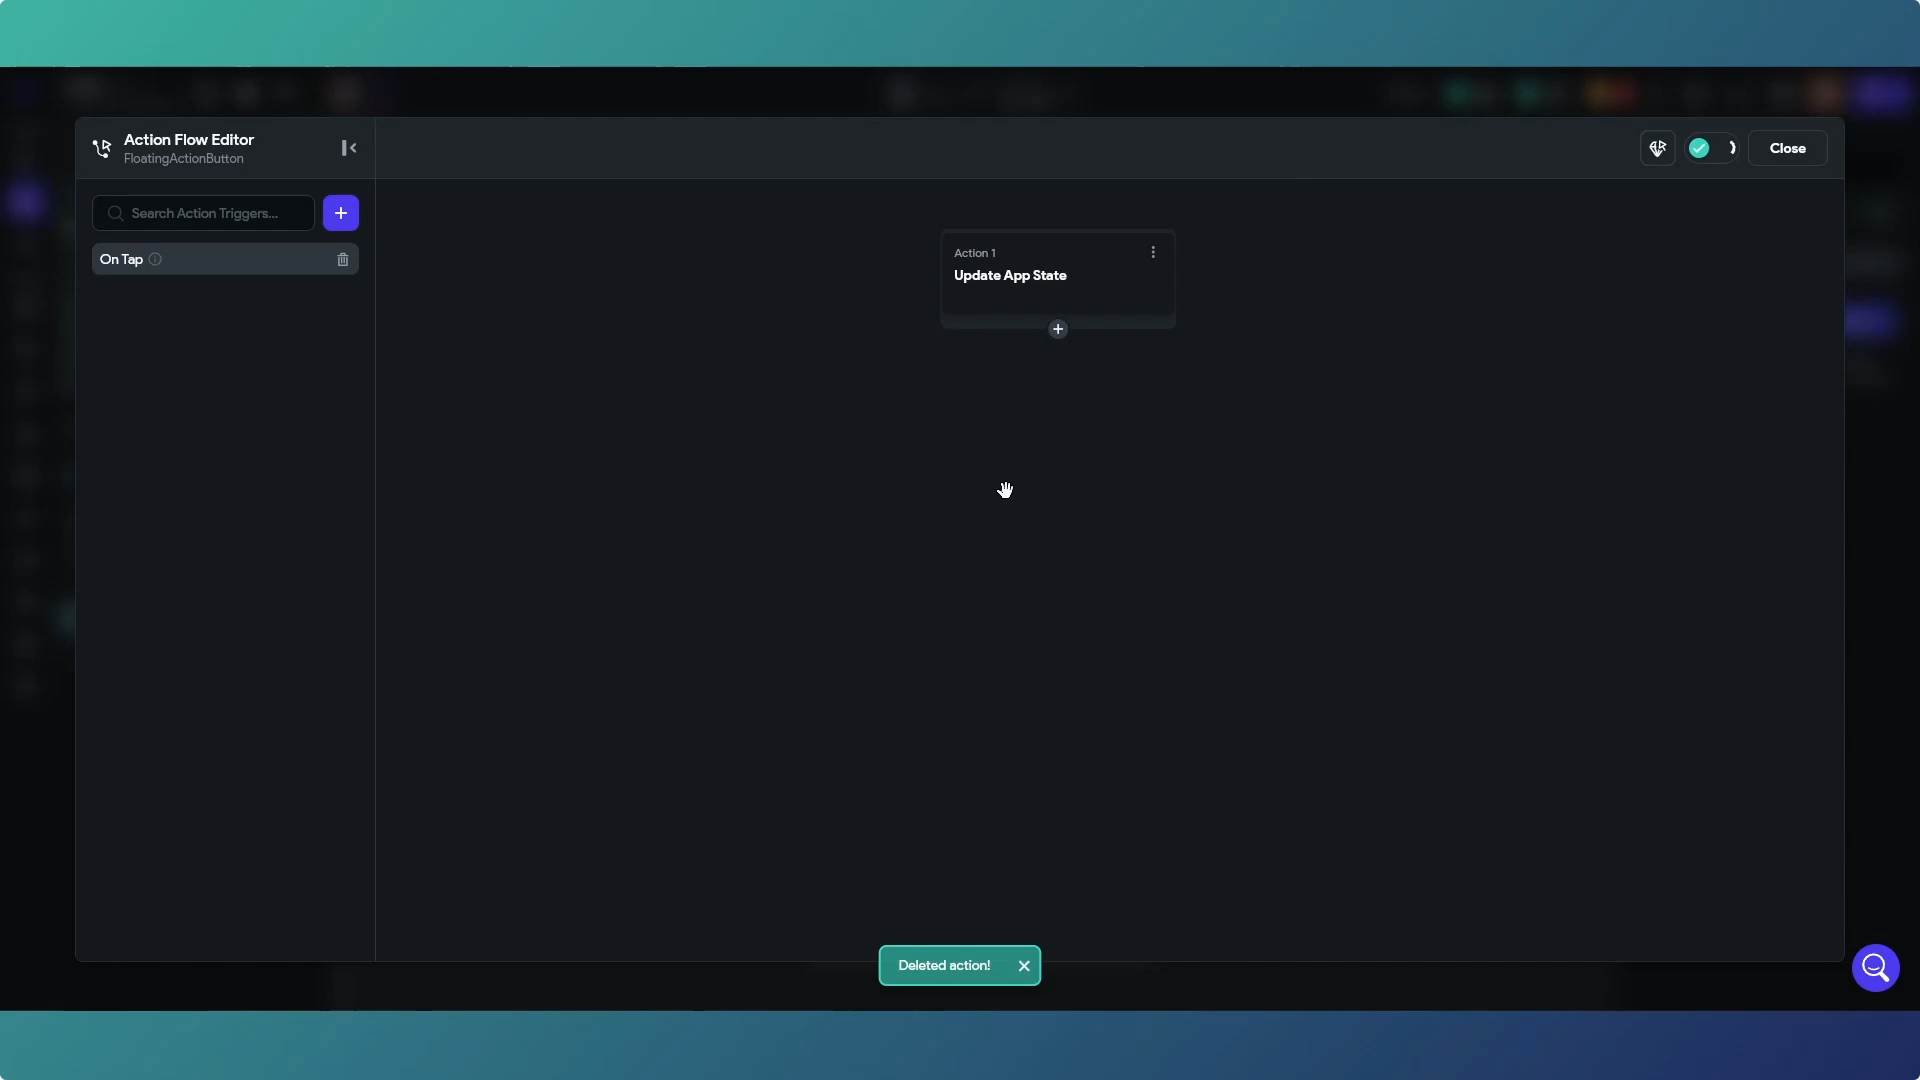 Action Flow Editor
FloatingActionButton
Close
Search Action Triggers...
On Tap
Action 1
Update App State
Deleted action!